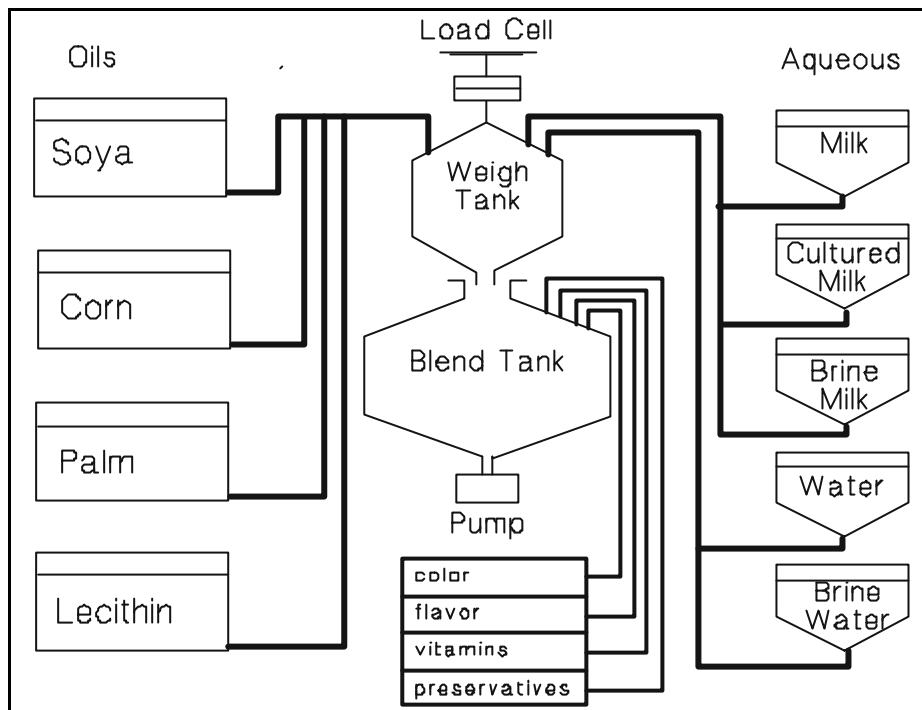 Oils
Soya
Corn
Palm
Lecithin
Load Cell
Weigh
Tank
Blend Tank
Pump
color
flavor
vitamins
preservatives
Aqueous
Milk
Cultured
Milk
Brine
Milk
Water
Brine
Water